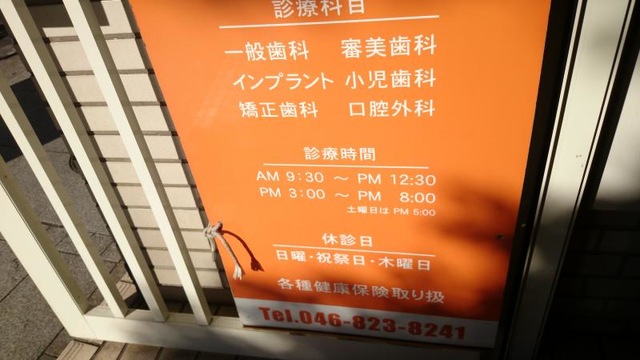 診療科目
一般歯科 審美歯科
インプラント 小児歯科
矯正歯科 口腔外科
診療時間
AM 9:30 ～ PM 12:30
PM 3:00 ～ PM 8:00
土曜日は PM 5:00
休診日
日曜・祝祭日・木曜日
各種健康保険取り扱
Tel.046-823-8241